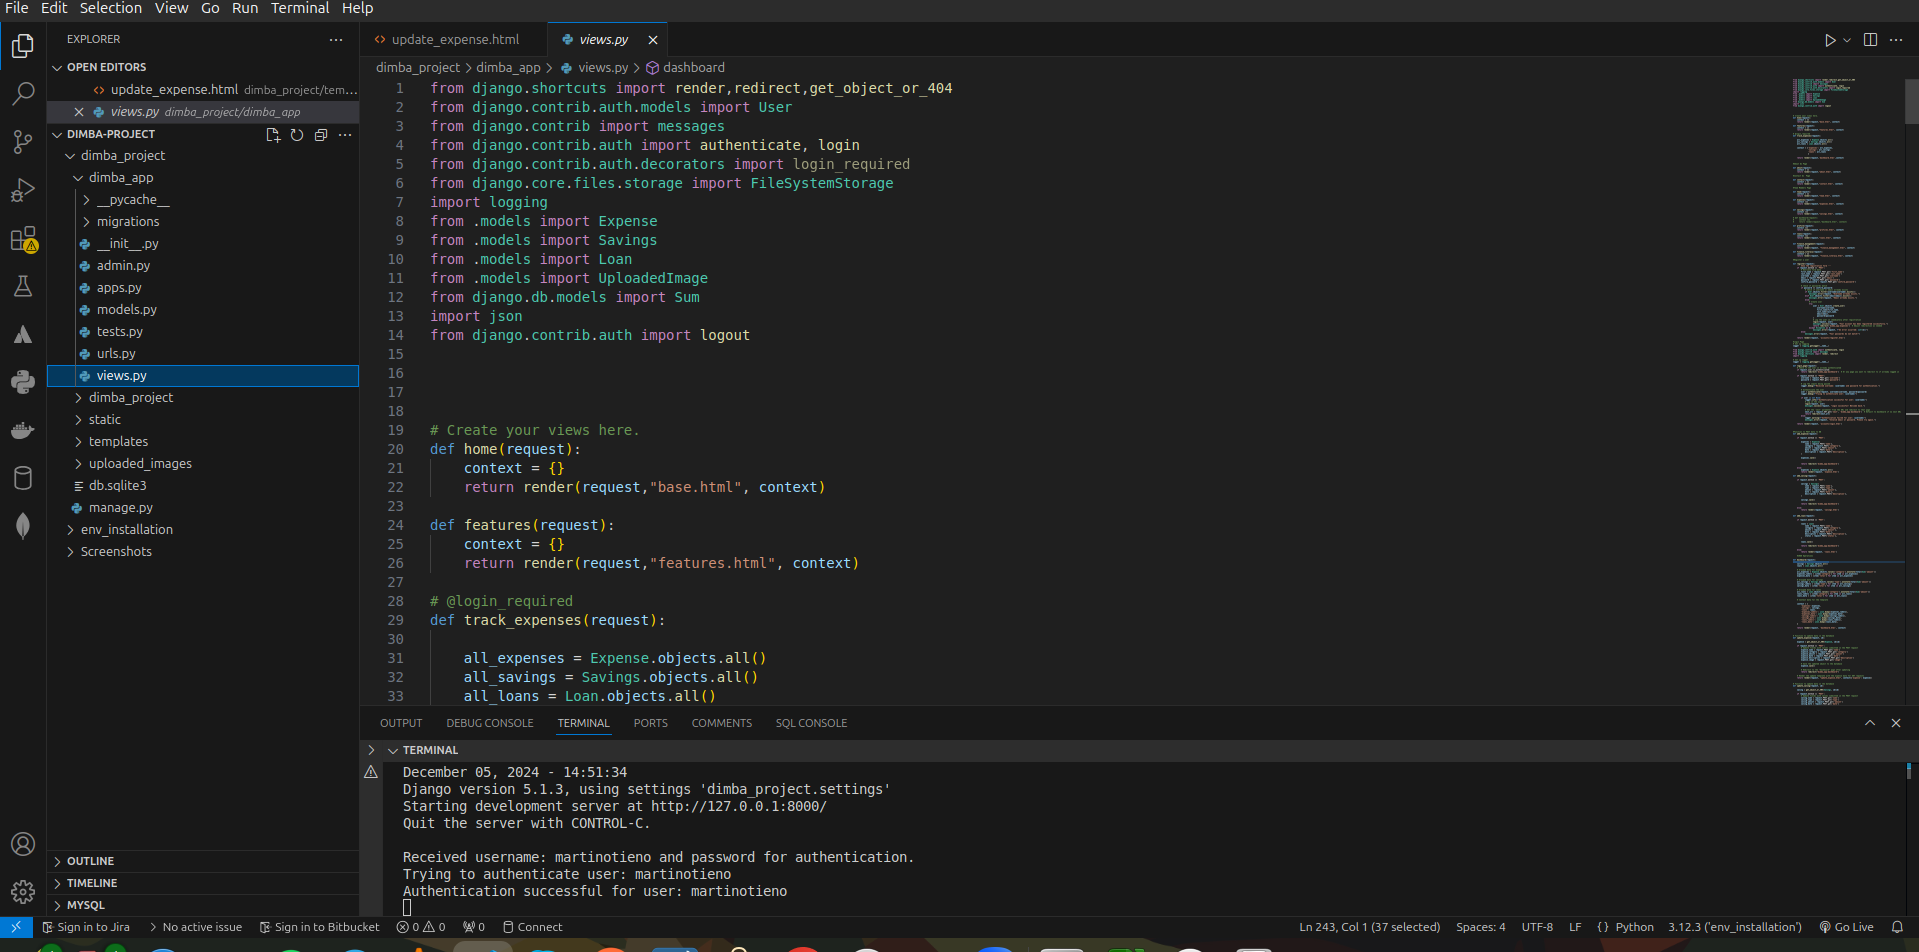 File Edit Selection View Go Run Terminal Help
EXPLORER
OPEN EDITORS
update_expense.html dimba_project/tem...
views.py dimba_project/dimba_app
DIMBA-PROJECT
dimba_project
dimba_app
__pycache__
migrations
__init__.py
admin.py
apps.py
models.py
tests.py
urls.py
views.py
dimba_project
static
templates
uploaded_images
db.sqlite3
manage.py
env_installation
Screenshots
OUTLINE
TIMELINE
MYSQL
update_expense.html
views.py
dimba_project > dimba_app > views.py > dashboard
1 from django.shortcuts import render,redirect,get_object_or_404
2 from django.contrib.auth.models import User
3 from django.contrib import messages
4 from django.contrib.auth import authenticate, login
5 from django.contrib.auth.decorators import login_required
6 from django.core.files.storage import FileSystemStorage
7 import logging
8 from .models import Expense
9 from .models import Savings
10 from .models import Loan
11 from .models import UploadedImage
12 from django.db.models import Sum
13 import json
14 from django.contrib.auth import logout
15
16
17
18
19 # Create your views here.
20 def home(request):
21 context = {}
22 return render(request,"base.html", context)
23
24 def features(request):
25 context = {}
26 return render(request,"features.html", context)
27
28 # @login_required
29 def track_expenses(request):
30
31 all_expenses = Expense.objects.all()
32 all_savings = Savings.objects.all()
33 all_loans = Loan.objects.all()
OUTPUT DEBUG CONSOLE TERMINAL PORTS COMMENTS SQL CONSOLE
TERMINAL
December 05, 2024 - 14:51:34
Django version 5.1.3, using settings 'dimba_project.settings'
Starting development server at http://127.0.0.1:8000/
Quit the server with CONTROL-C.
Received username: martinotieno and password for authentication.
Trying to authenticate user: martinotieno
Authentication successful for user: martinotieno
Sign in to Jira No active issue Sign in to Bitbucket 0 0 0 Connect Ln 243, Col 1 (37 selected) Spaces: 4 UTF-8 LF { } Python 3.12.3 ('env_installation') Go Live